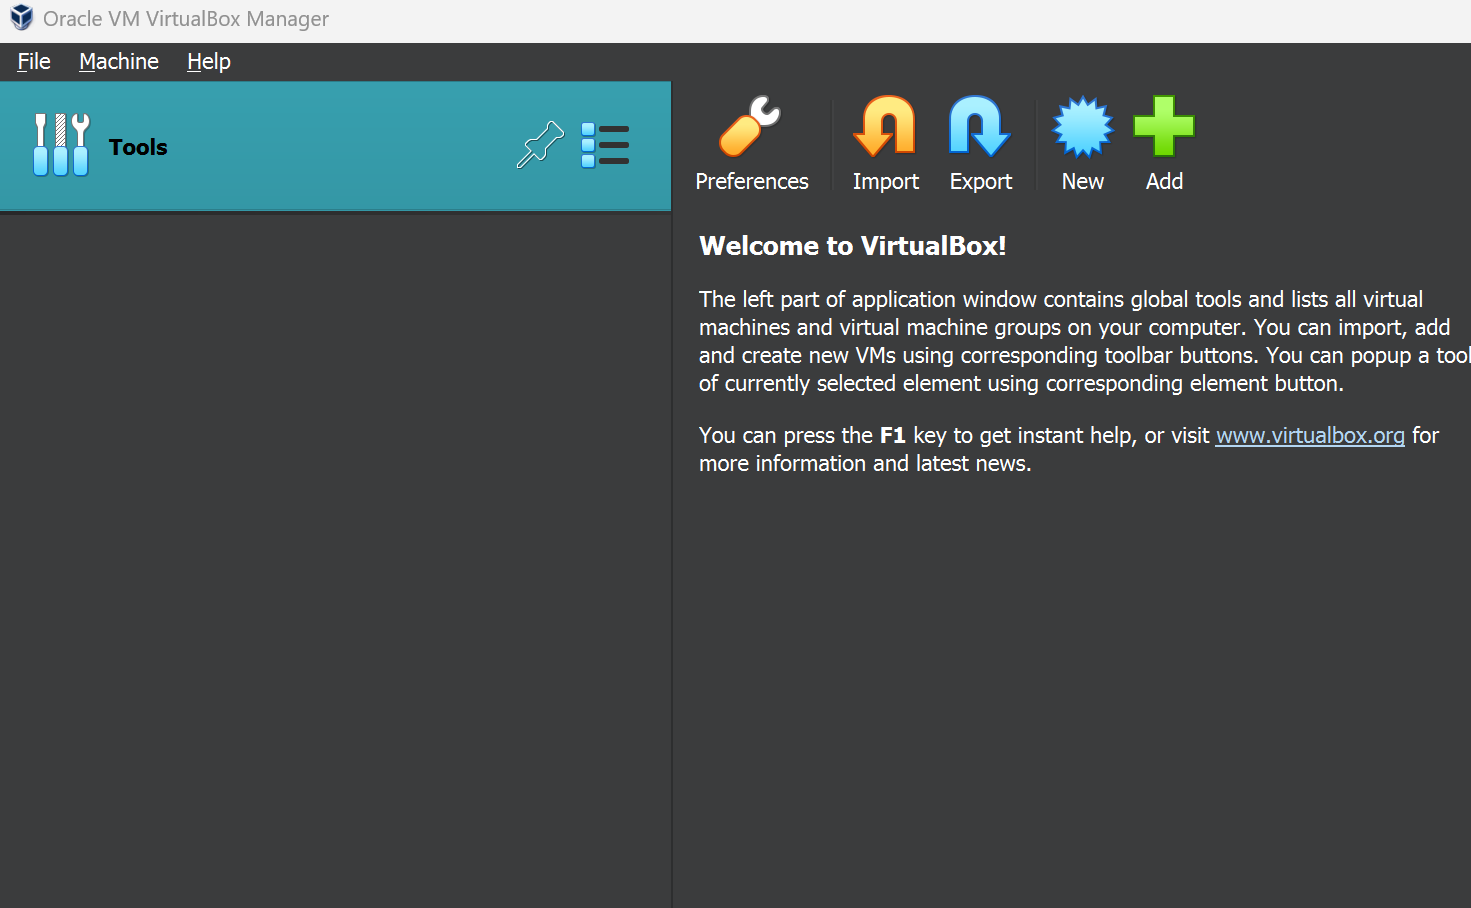 Oracle VM VirtualBox Manager
File Machine Help
Tools
Preferences Import Export New Add
Welcome to VirtualBox!
The left part of application window contains global tools and lists all virtual
machines and virtual machine groups on your computer. You can import, add
and create new VMs using corresponding toolbar buttons. You can popup a tool
of currently selected element using corresponding element button.
You can press the F1 key to get instant help, or visit www.virtualbox.org for
more information and latest news.